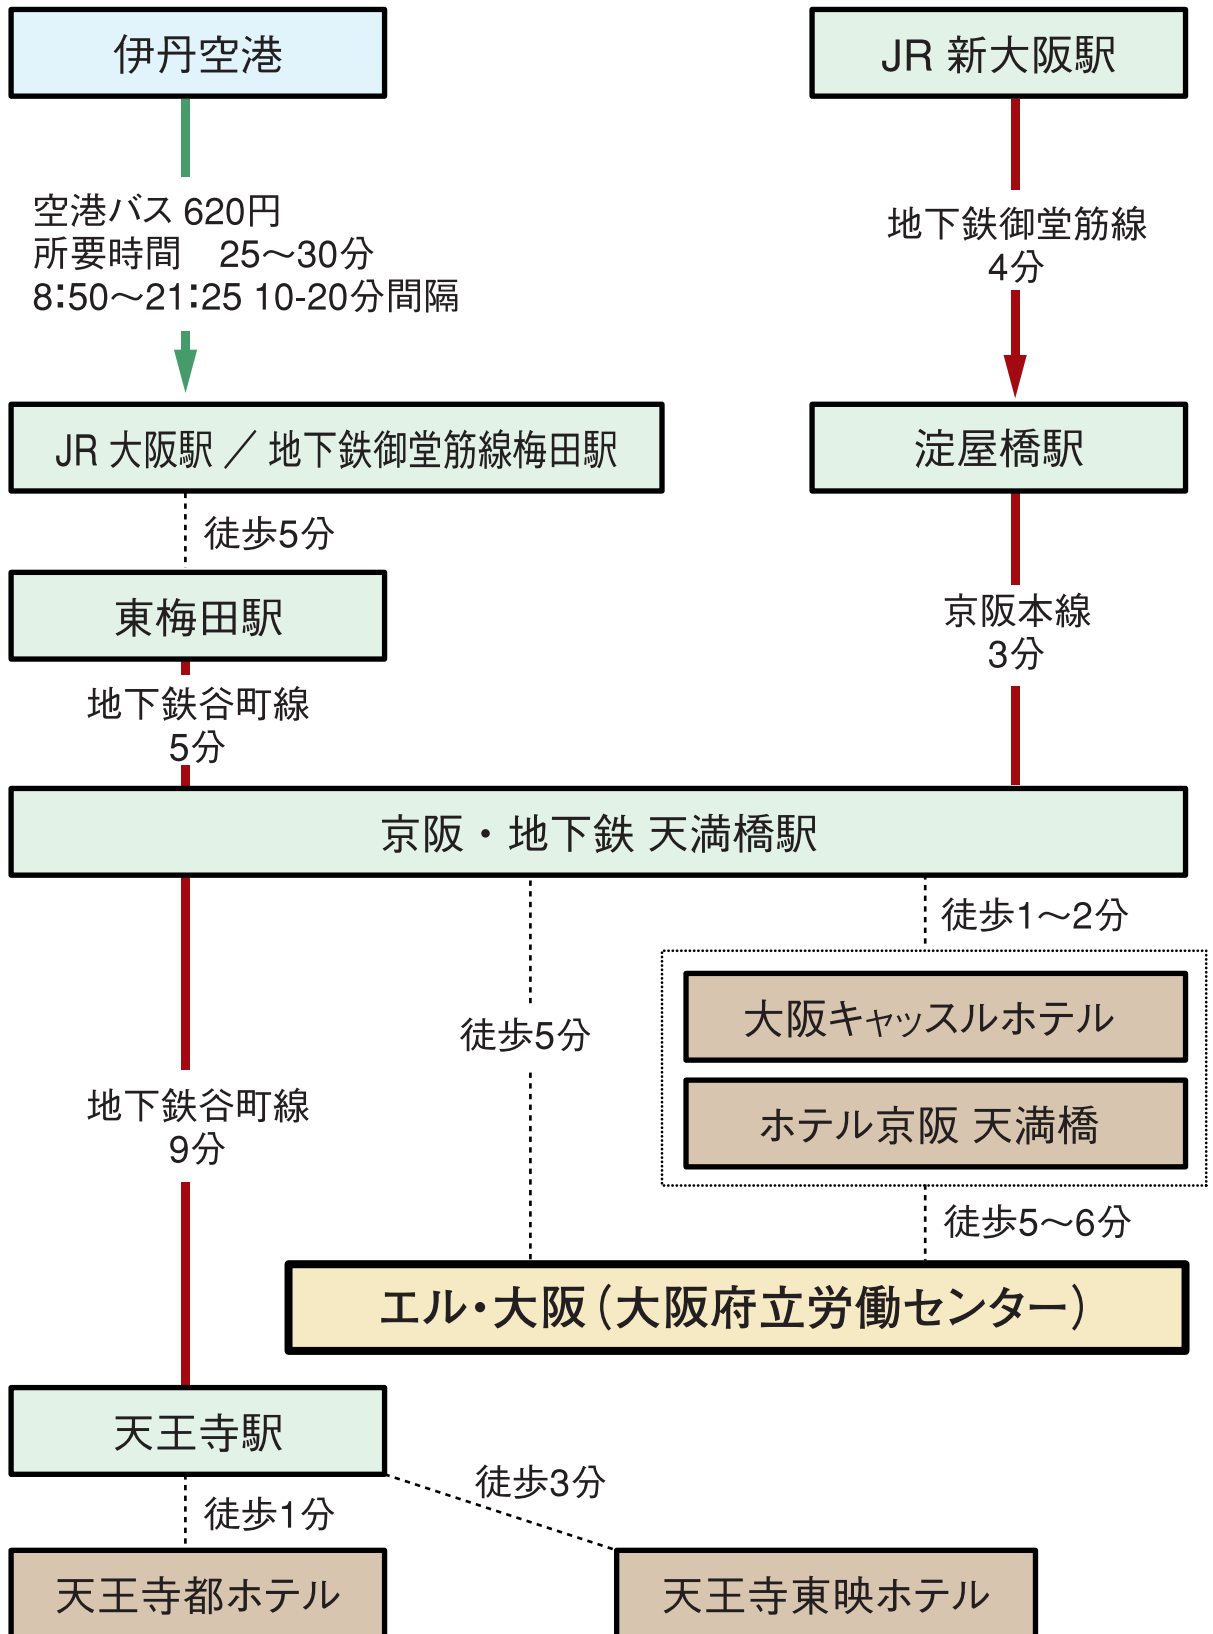 伊丹空港
JR 新大阪駅
空港バス 620円
所要時間　25〜30分
8:50〜21:25 10-20分間隔
地下鉄御堂筋線
4分
JR 大阪駅 ／ 地下鉄御堂筋線梅田駅
淀屋橋駅
徒歩5分
東梅田駅
京阪本線
3分
地下鉄谷町線
5分
京阪・地下鉄 天満橋駅
徒歩1〜2分
大阪キャッスルホテル
徒歩5分
ホテル京阪 天満橋
地下鉄谷町線
9分
徒歩5〜6分
エル・大阪（大阪府立労働センター）
天王寺駅
徒歩3分
徒歩1分
天王寺都ホテル
天王寺東映ホテル